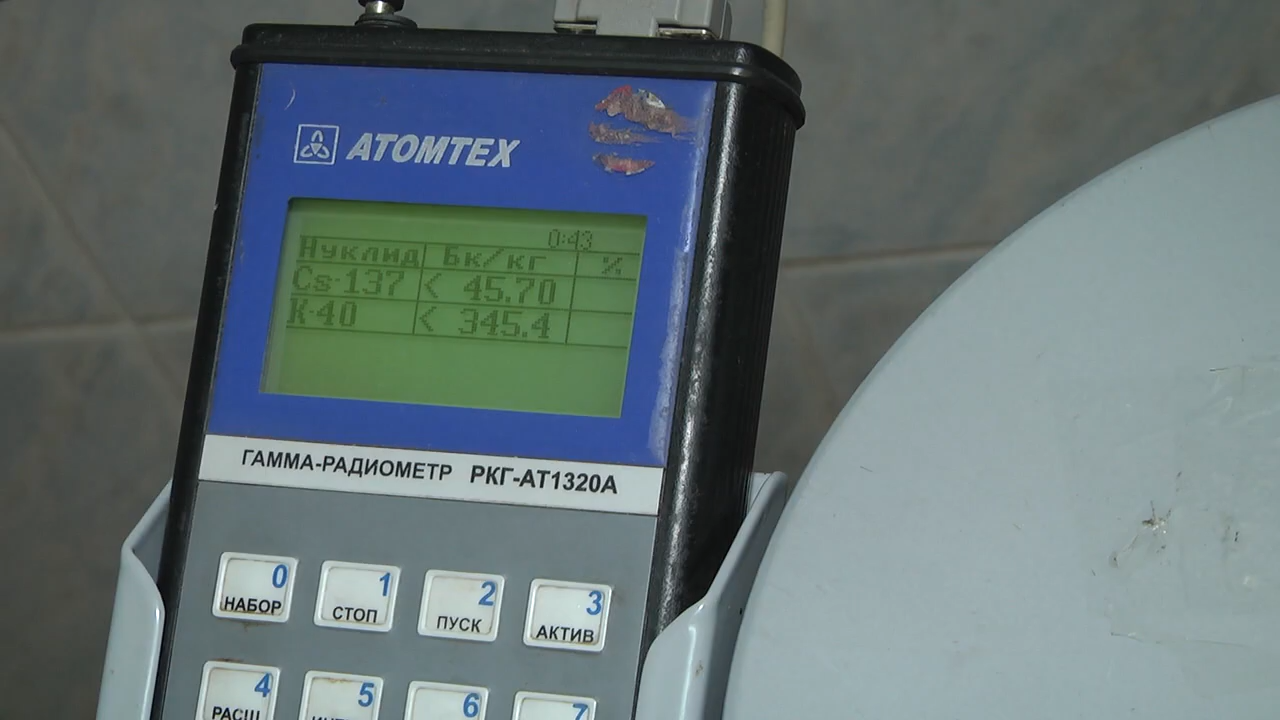 ATOMTEX
0:43
Нуклид Бк/кг %
Cs-137 < 45.70
K-40 < 345.4
ГАММА-РАДИОМЕТР РКГ-АТ1320А
0 1 2 3
НАБОР СТОП ПУСК АКТИВ
4 5 6 7
РАСШ